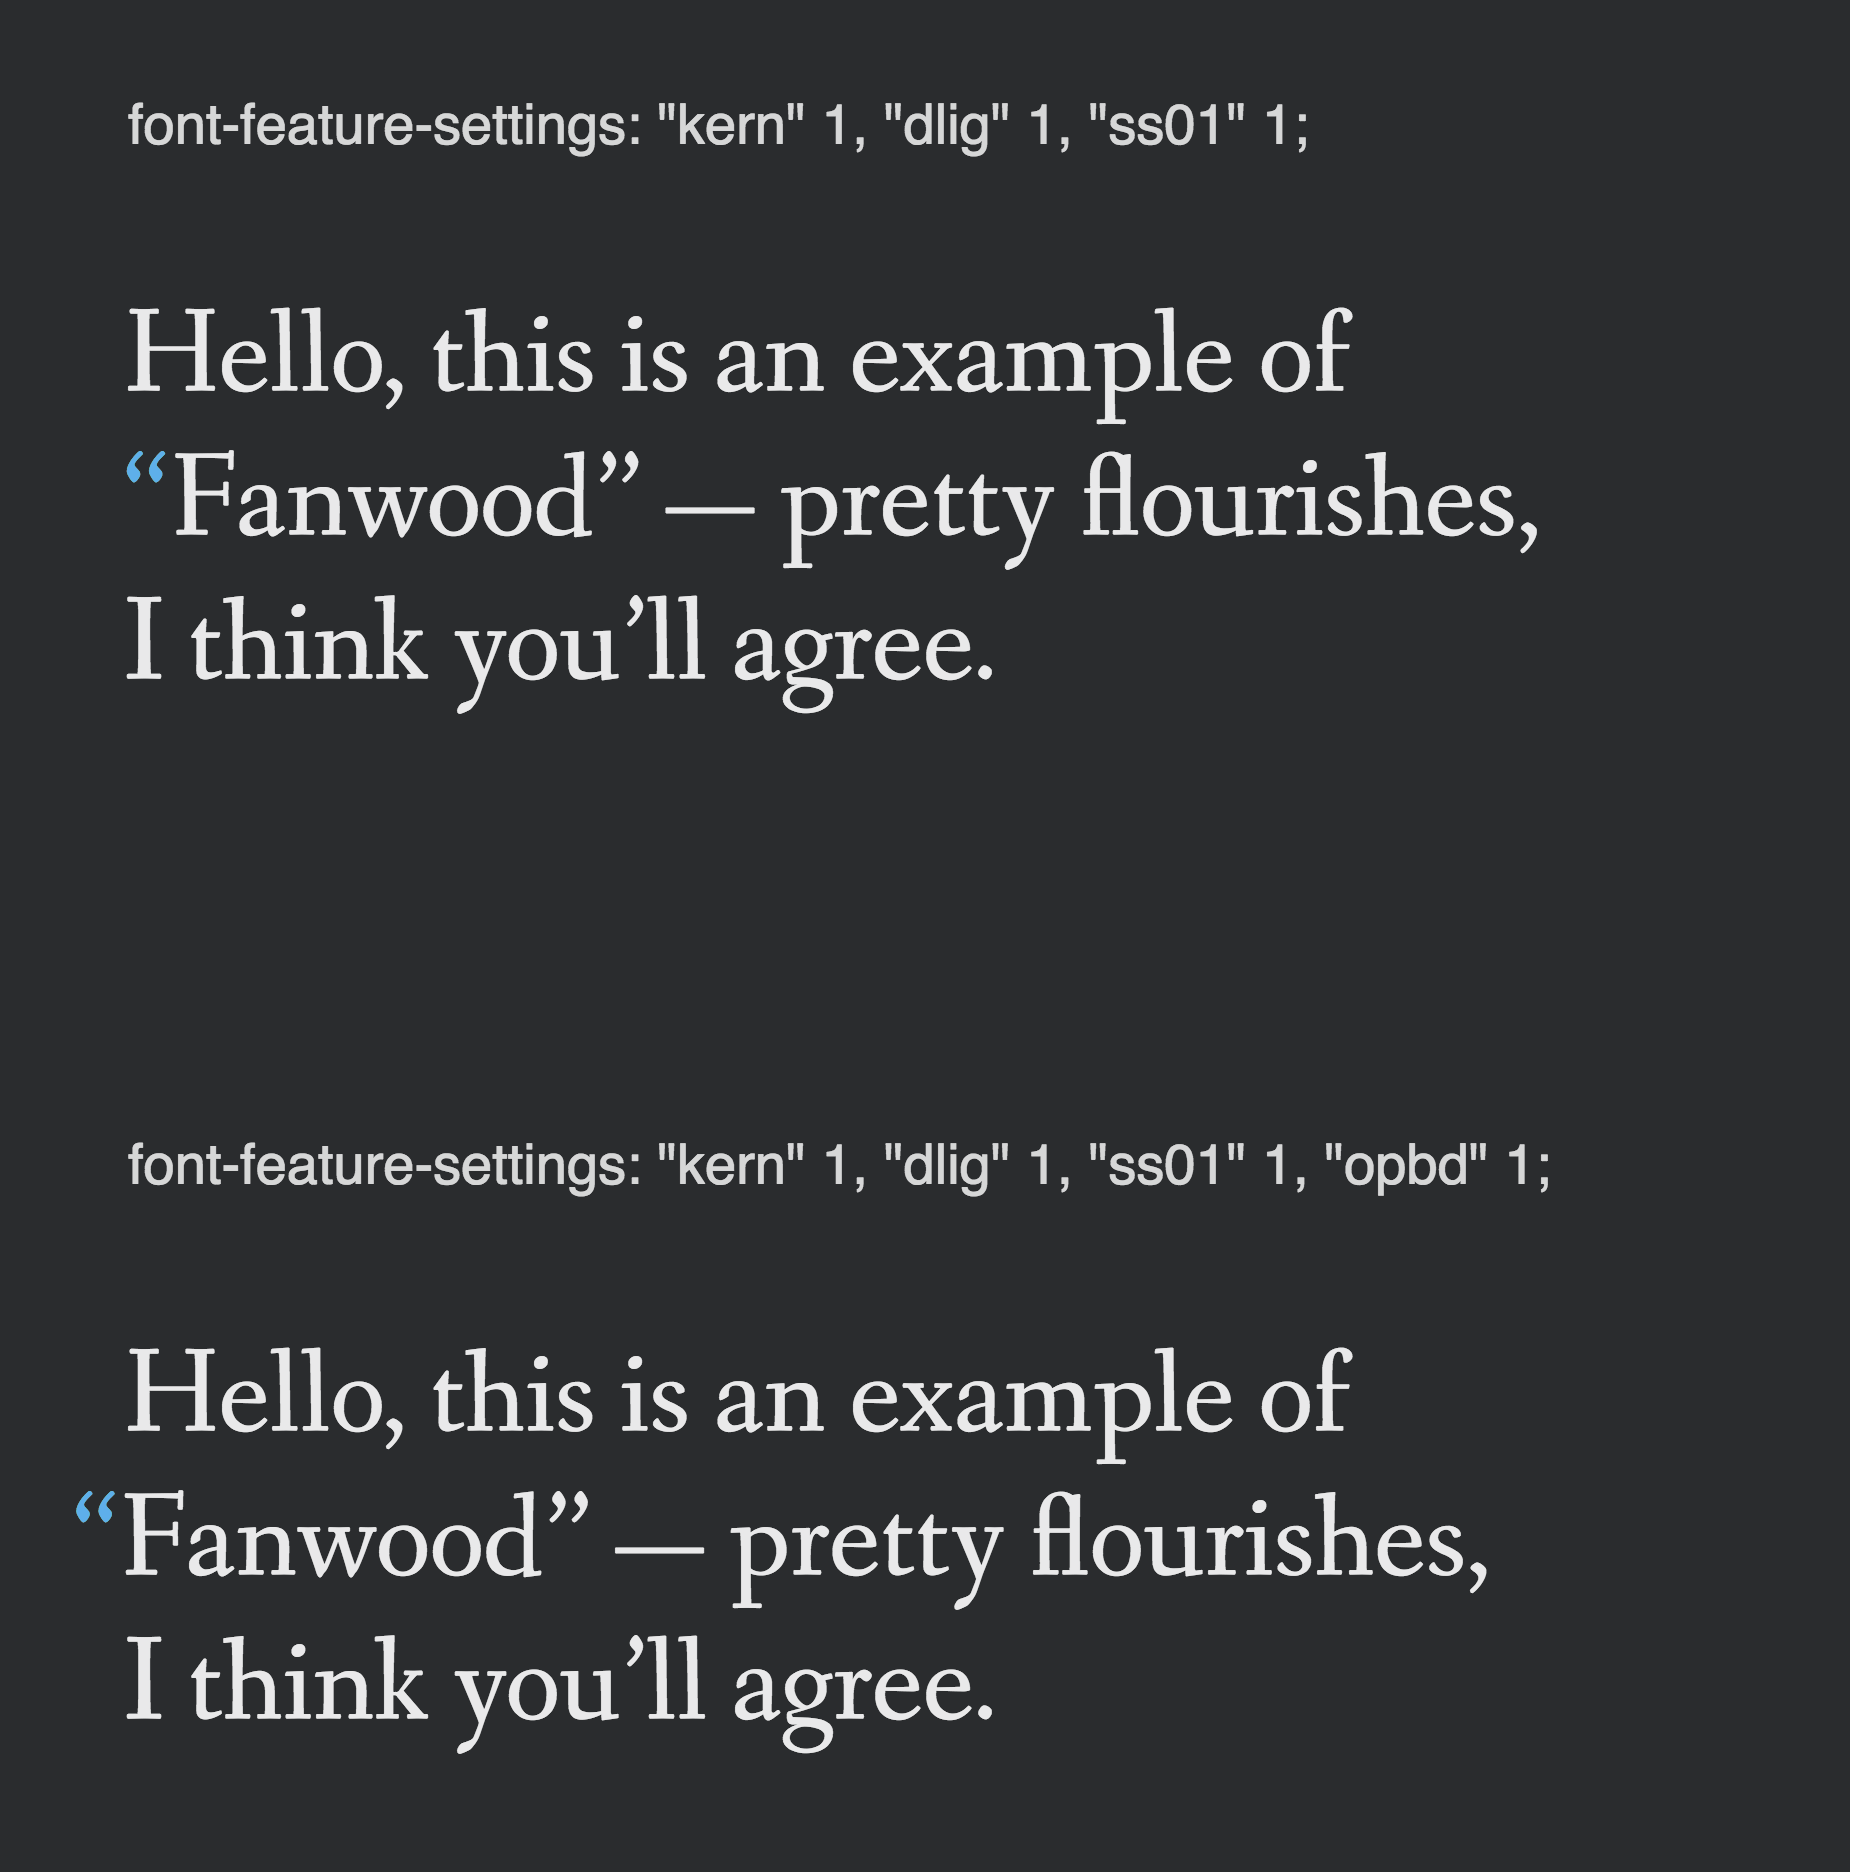 font-feature-settings: "kern" 1, "dlig" 1, "ss01" 1;
Hello, this is an example of
“Fanwood” — pretty flourishes,
I think you’ll agree.
font-feature-settings: "kern" 1, "dlig" 1, "ss01" 1, "opbd" 1;
Hello, this is an example of
“Fanwood” — pretty flourishes,
I think you’ll agree.